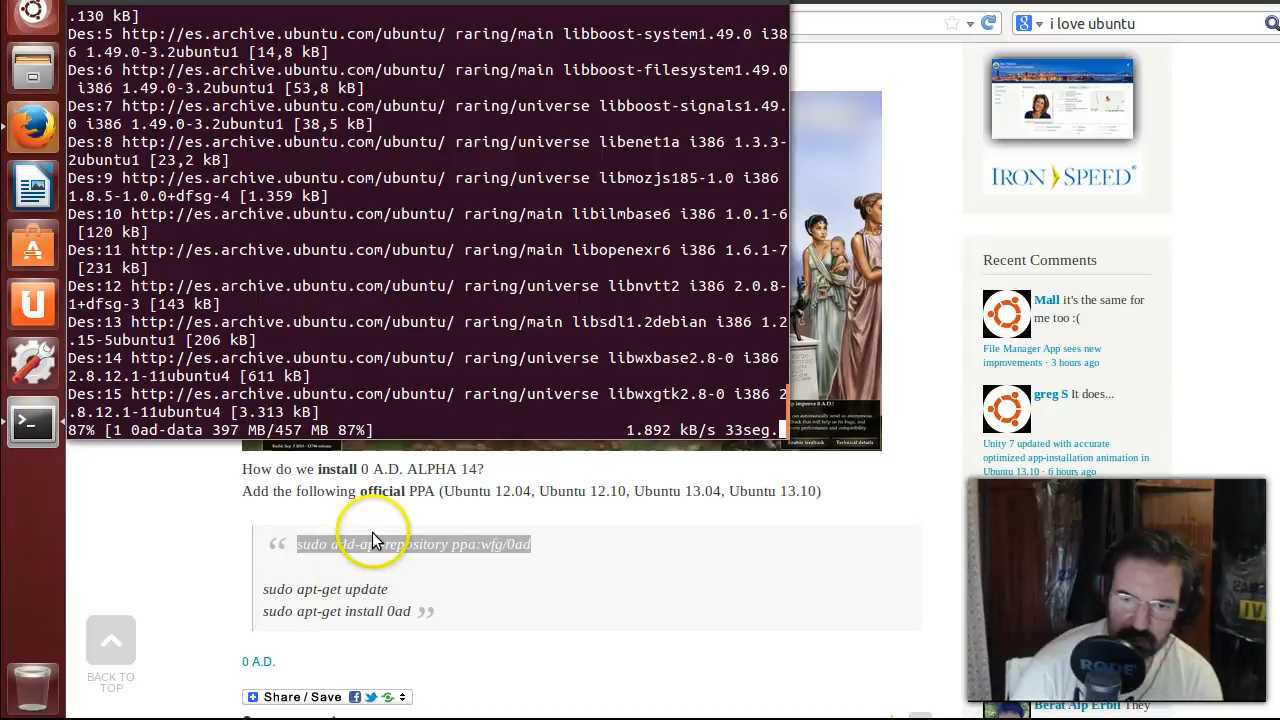 .130 kB]
Des:5 http://es.archive.ubuntu.com/ubuntu/ raring/main libboost-system1.49.0 i38
6 1.49.0-3.2ubuntu1 [14,8 kB]
Des:6 http://es.archive.ubuntu.com/ubuntu/ raring/main libboost-filesystem1.49.0
i386 1.49.0-3.2ubuntu1 [33,8 kB]
Des:7 http://es.archive.ubuntu.com/ubuntu/ raring/universe libboost-signals1.49.
0 i386 1.49.0-3.2ubuntu1 [38,5 kB]
Des:8 http://es.archive.ubuntu.com/ubuntu/ raring/universe libenet1a i386 1.3.3-
2ubuntu1 [23,2 kB]
Des:9 http://es.archive.ubuntu.com/ubuntu/ raring/universe libmozjs185-1.0 i386
1.8.5-1.0.0+dfsg-4 [1.359 kB]
Des:10 http://es.archive.ubuntu.com/ubuntu/ raring/main libilmbase6 i386 1.0.1-6
[120 kB]
Des:11 http://es.archive.ubuntu.com/ubuntu/ raring/main libopenexr6 i386 1.6.1-7
[231 kB]
Des:12 http://es.archive.ubuntu.com/ubuntu/ raring/universe libnvtt2 i386 2.0.8-
1+dfsg-3 [143 kB]
Des:13 http://es.archive.ubuntu.com/ubuntu/ raring/main libsdl1.2debian i386 1.2
.15-5ubuntu1 [206 kB]
Des:14 http://es.archive.ubuntu.com/ubuntu/ raring/universe libwxbase2.8-0 i386
2.8.12.1-11ubuntu4 [611 kB]
Des:15 http://es.archive.ubuntu.com/ubuntu/ raring/universe libwxgtk2.8-0 i386 2
.8.12.1-11ubuntu4 [3.313 kB]
87% [1 0ad-data 397 MB/457 MB 87%] 1.892 kB/s 33seg.
i love ubuntu
IRON SPEED®
Recent Comments
Mall it's the same for
me too :(
File Manager App sees new
improvements · 3 hours ago
greg S It does...
Unity 7 updated with accurate
optimized app-installation animation in
Ubuntu 13.10 · 6 hours ago
Enable feedback Technical details
How do we install 0 A.D. ALPHA 14?
Add the following official PPA (Ubuntu 12.04, Ubuntu 12.10, Ubuntu 13.04, Ubuntu 13.10)
“ sudo add-apt-repository ppa:wfg/0ad
sudo apt-get update
sudo apt-get install 0ad ”
0 A.D.
BACK TO
TOP
Share / Save
RODE
Berat Alp Erbil They